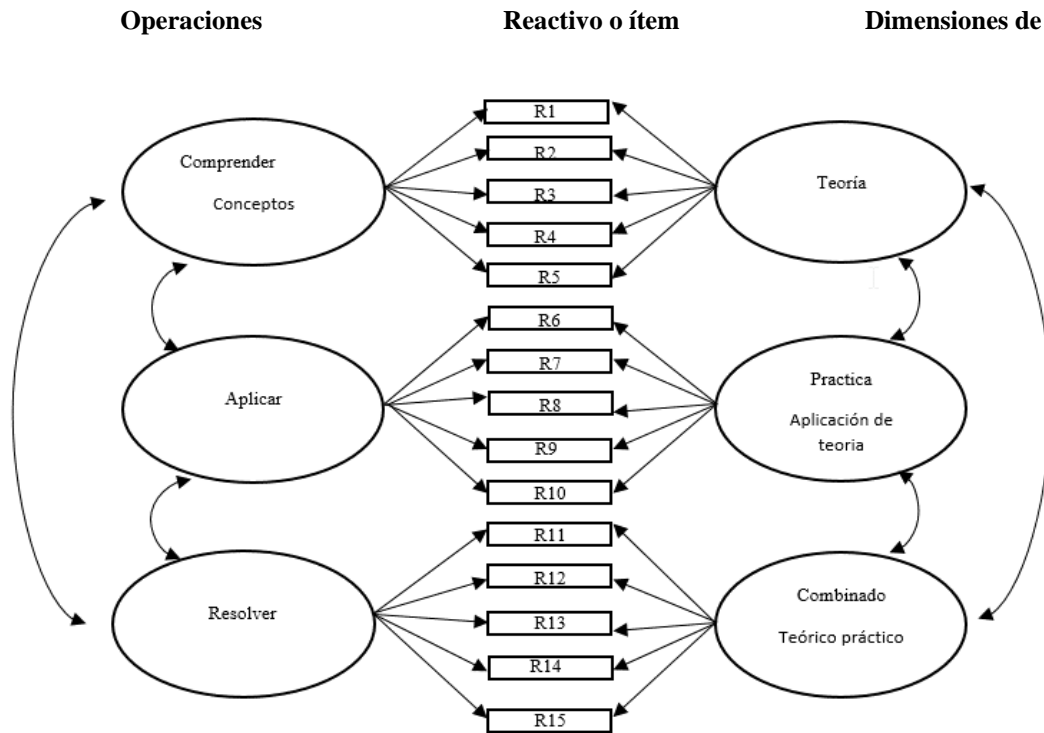 Operaciones
Reactivo o ítem
Dimensiones de
Comprender
Conceptos
R1
R2
R3
R4
R5
Teoría
Aplicar
R6
R7
R8
R9
R10
Practica
Aplicación de
teoria
Resolver
R11
R12
R13
R14
R15
Combinado
Teórico práctico